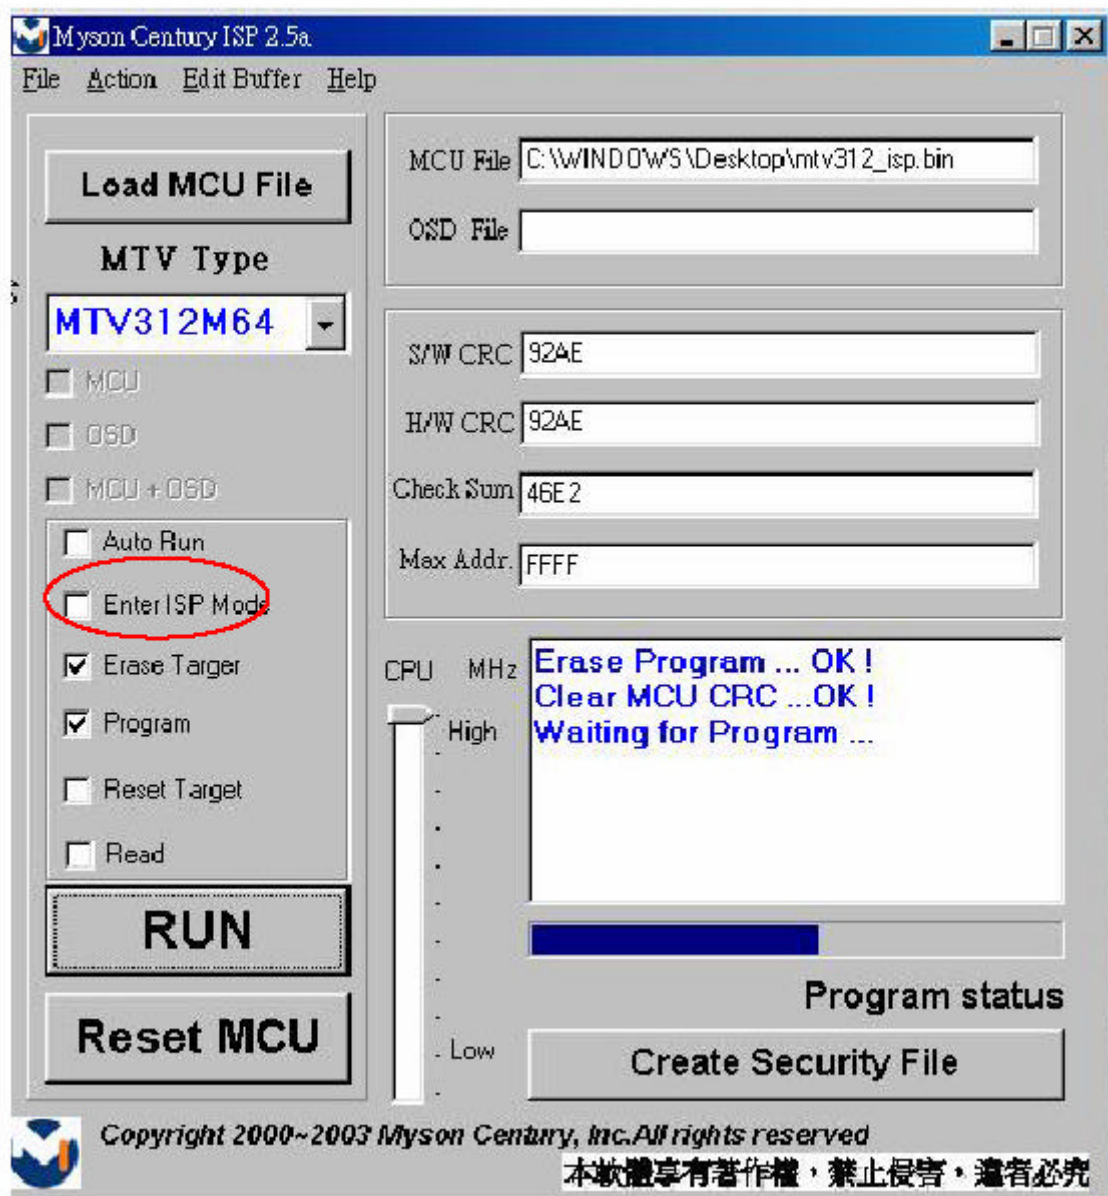 Myson Century ISP 2.5a
File Action Edit Buffer Help
Load MCU File
MTV Type
MTV312M64
MCU
OSD
MCU + OSD
Auto Run
Enter ISP Mode
Erase Targer
Program
Reset Target
Read
RUN
Reset MCU
MCU File C:\WINDOWS\Desktop\mtv312_isp.bin
OSD File
S/W CRC 92AE
H/W CRC 92AE
Check Sum 46E2
Max Addr. FFFF
CPU MHz
High
Low
Erase Program ... OK !
Clear MCU CRC ...OK !
Waiting for Program ...
Program status
Create Security File
Copyright 2000~2003 Myson Century, Inc.All rights reserved
本軟體享有著作權，禁止侵害，違者必究